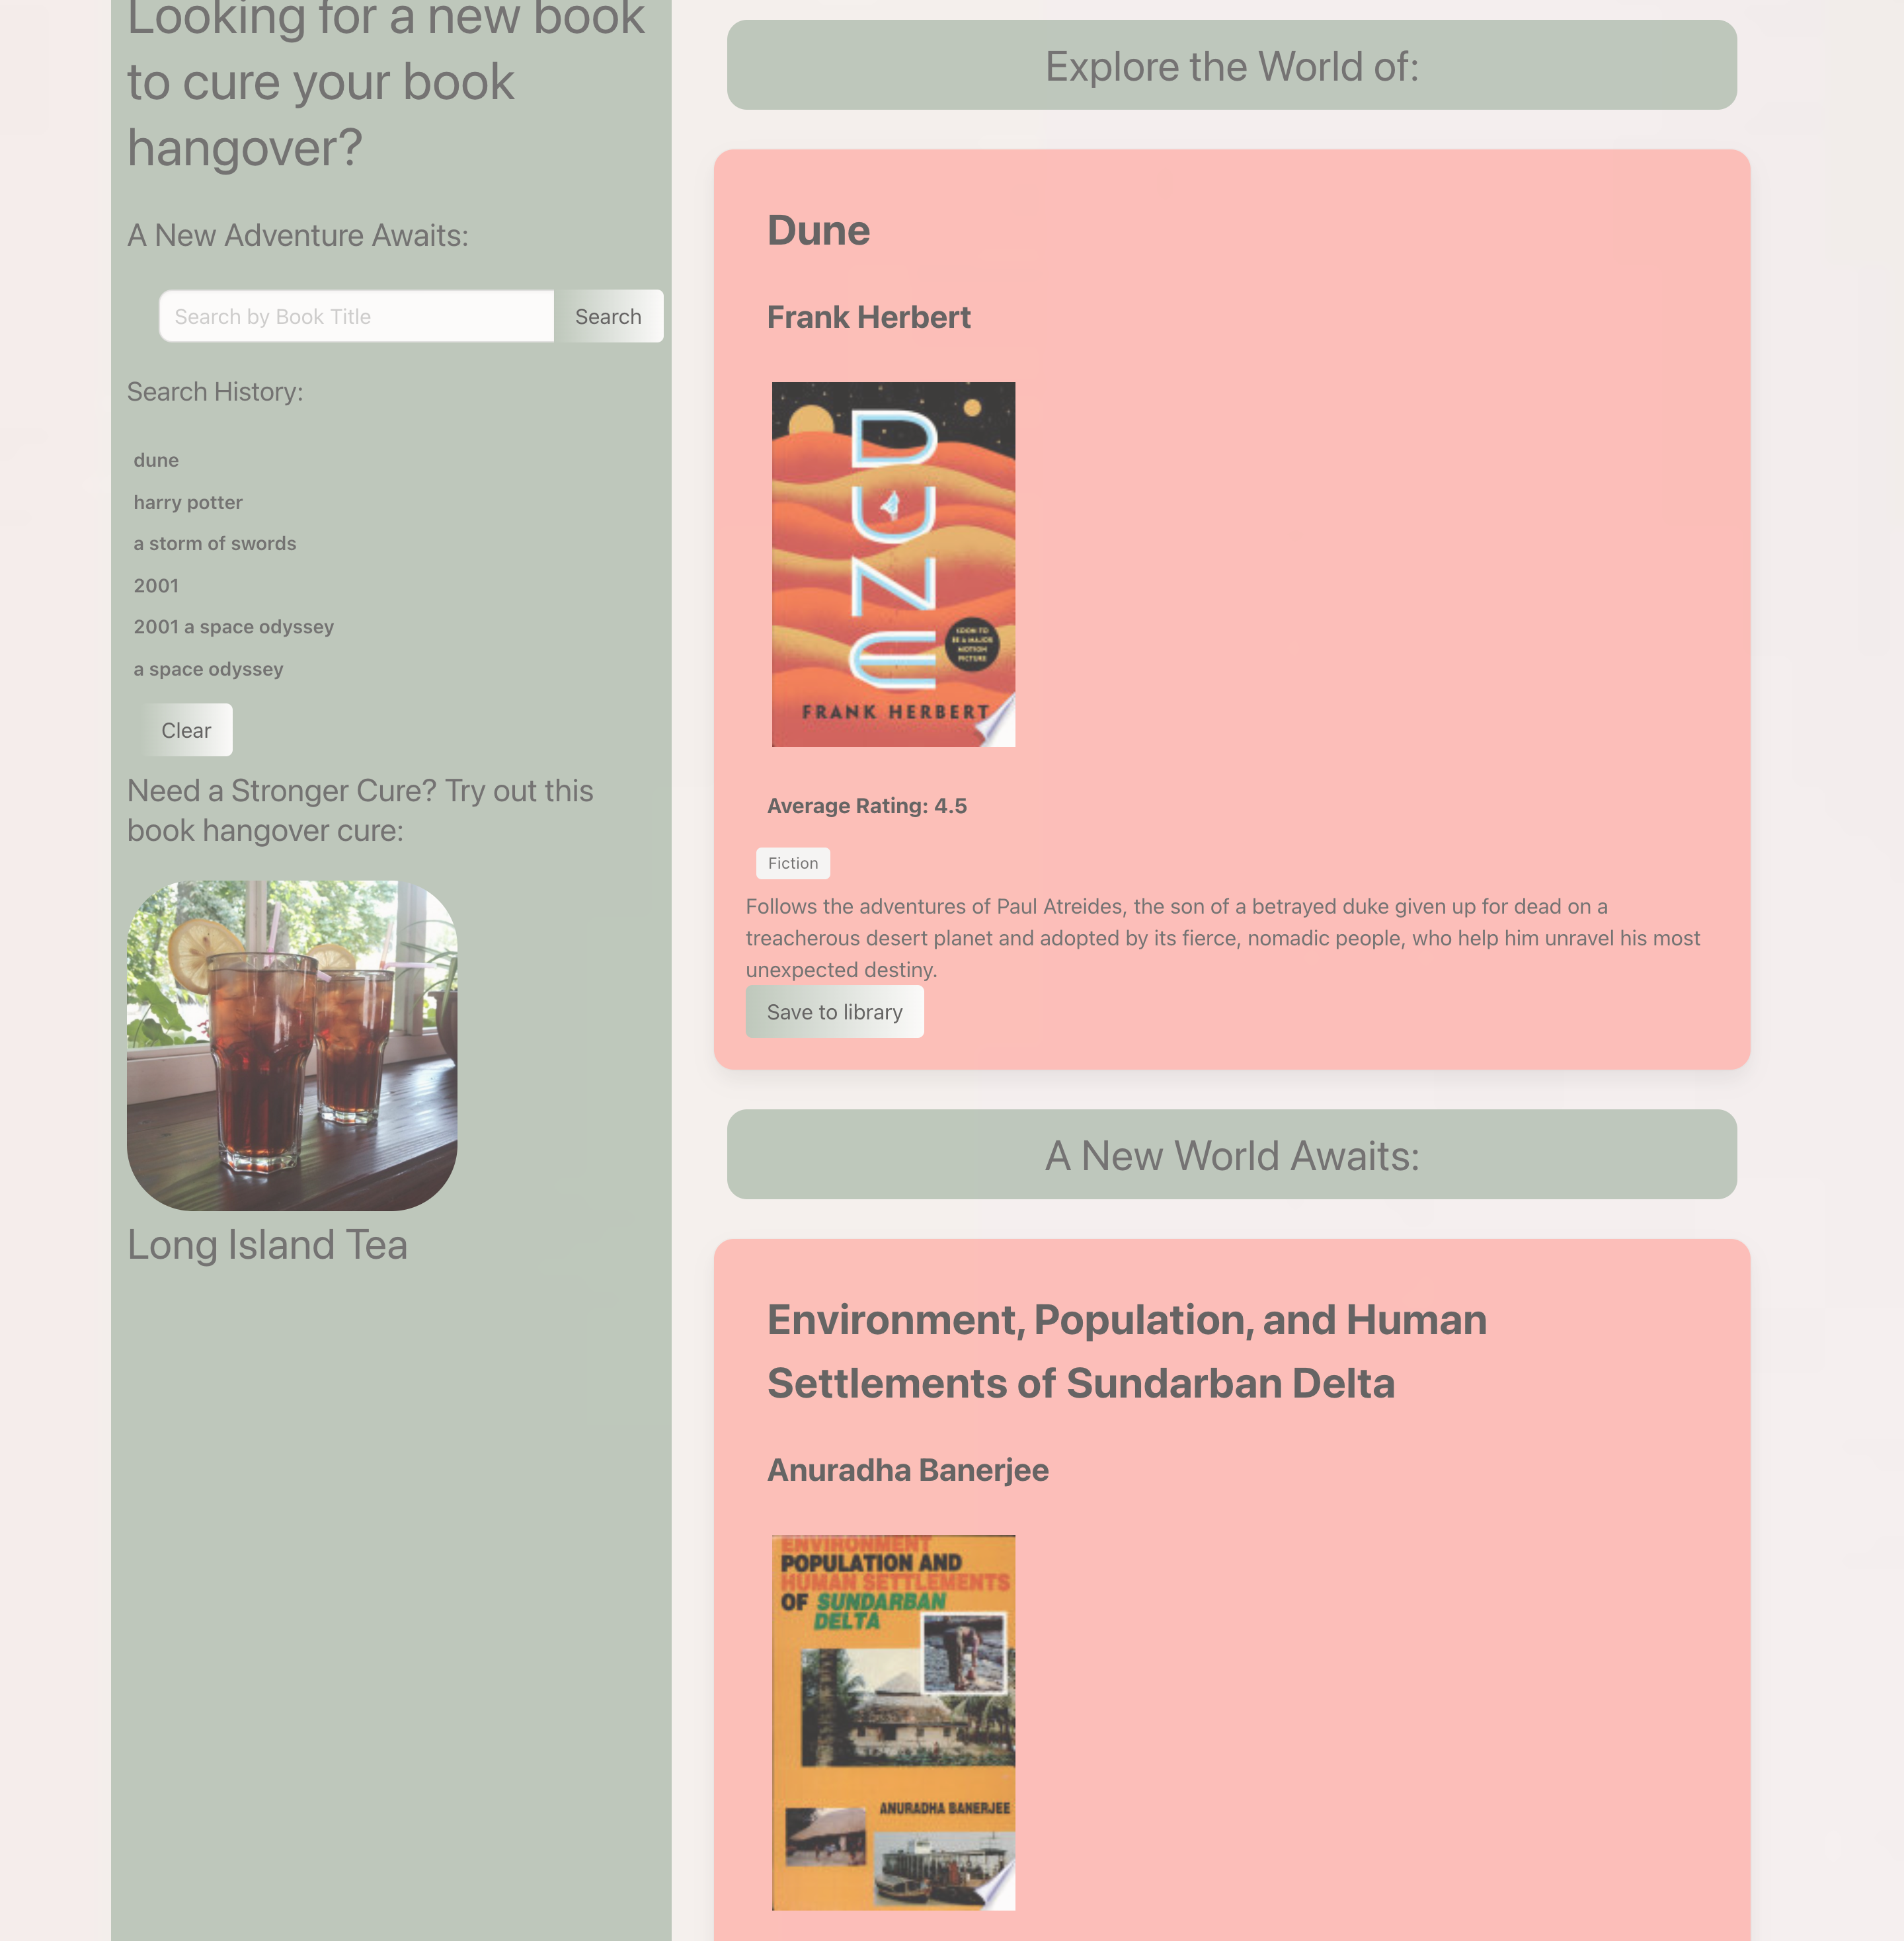 Looking for a new book
to cure your book
hangover?
A New Adventure Awaits:
Search by Book Title
Search
Search History:
dune
harry potter
a storm of swords
2001
2001 a space odyssey
a space odyssey
Clear
Need a Stronger Cure? Try out this
book hangover cure:
Long Island Tea
Explore the World of:
Dune
Frank Herbert
DUNE
SOON TO
BE A MAJOR
MOTION
PICTURE
FRANK HERBERT
Average Rating: 4.5
Fiction
Follows the adventures of Paul Atreides, the son of a betrayed duke given up for dead on a
treacherous desert planet and adopted by its fierce, nomadic people, who help him unravel his most
unexpected destiny.
Save to library
A New World Awaits:
Environment, Population, and Human
Settlements of Sundarban Delta
Anuradha Banerjee
ENVIRONMENT
POPULATION AND
HUMAN SETTLEMENTS
OF SUNDARBAN
DELTA
ANURADHA BANERJEE